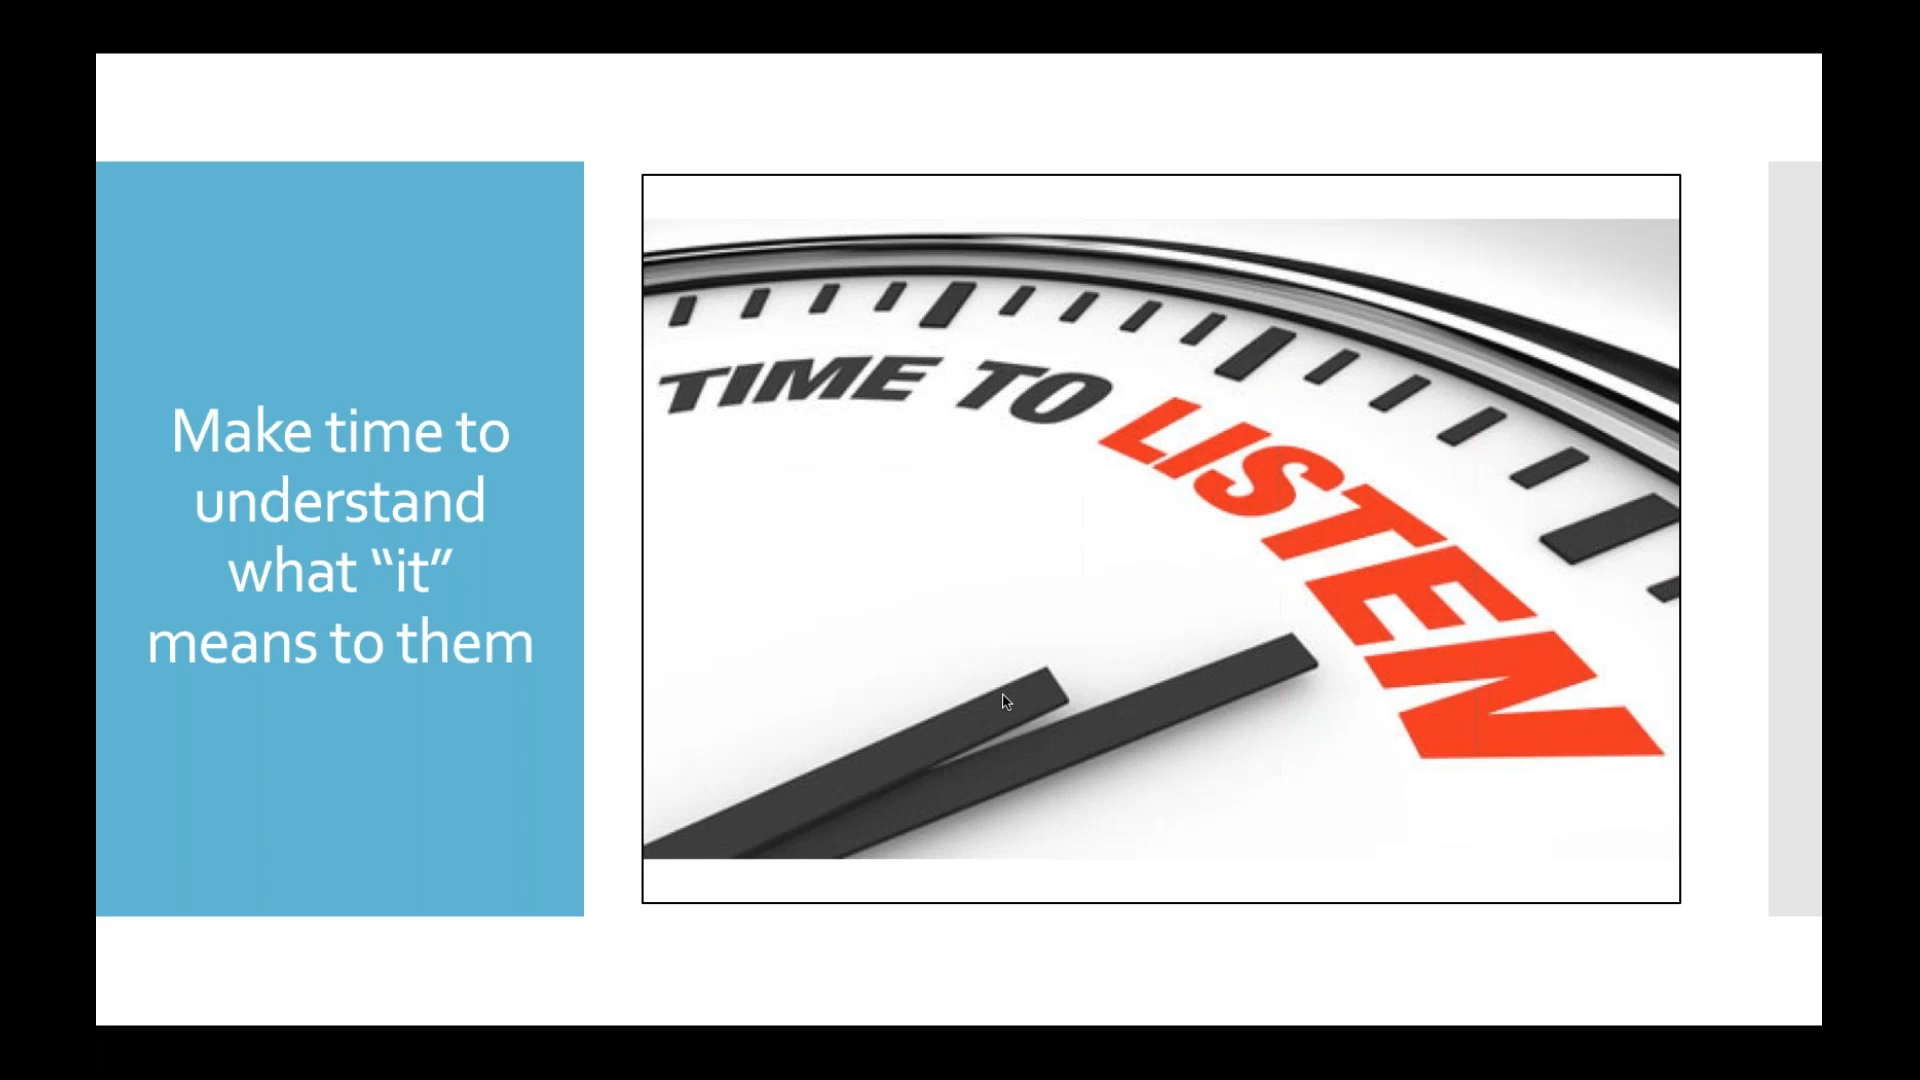 Make time to
understand
what “it”
means to them
TIME TO LISTEN